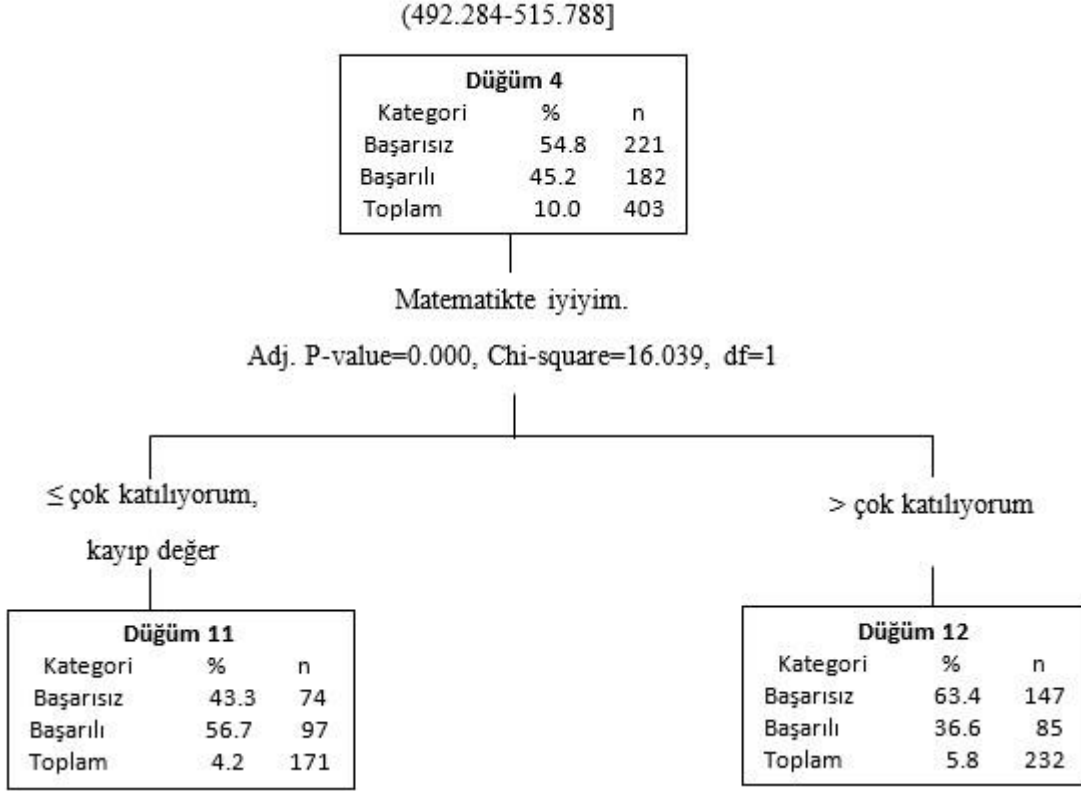 (492.284-515.788]
Düğüm 4
Kategori % n
Başarısız 54.8 221
Başarılı 45.2 182
Toplam 10.0 403
Matematikte iyiyim.
Adj. P-value=0.000, Chi-square=16.039, df=1
≤ çok katılıyorum,
kayıp değer
> çok katılıyorum
Düğüm 11
Kategori % n
Başarısız 43.3 74
Başarılı 56.7 97
Toplam 4.2 171
Düğüm 12
Kategori % n
Başarısız 63.4 147
Başarılı 36.6 85
Toplam 5.8 232